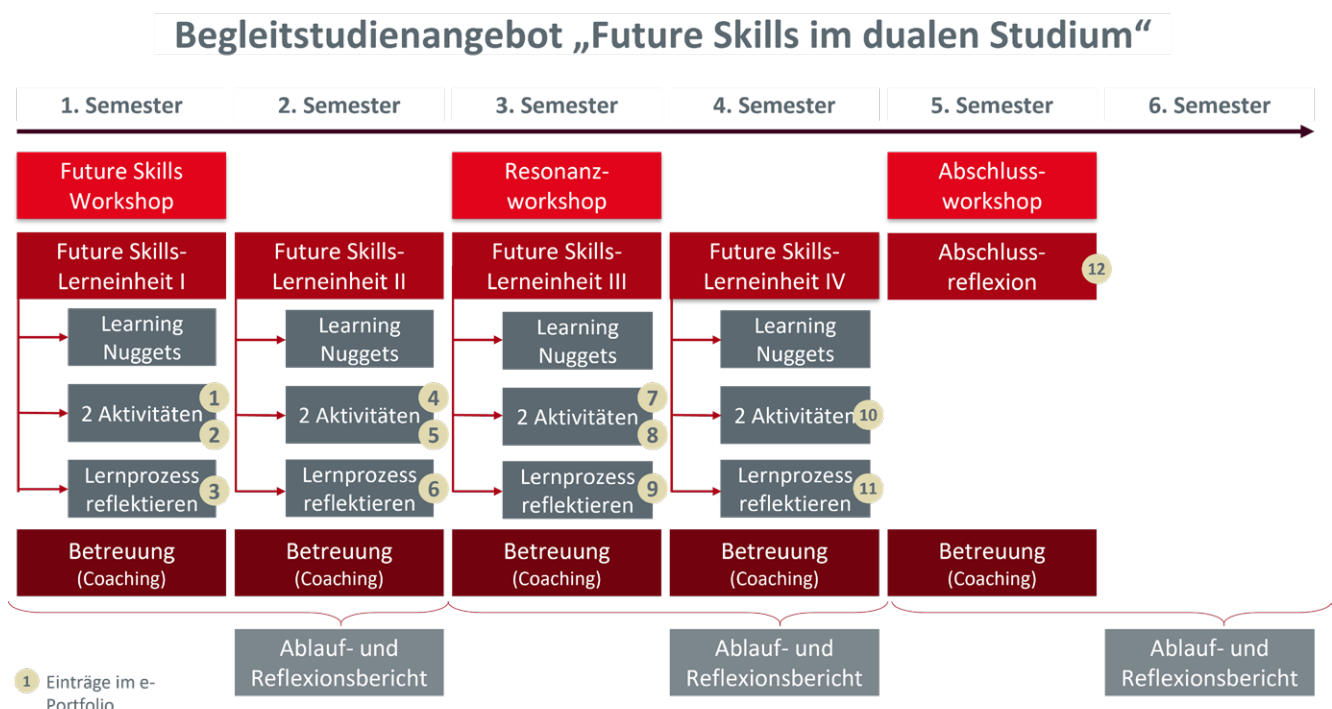 Begleitstudienangebot „Future Skills im dualen Studium“
1. Semester
2. Semester
3. Semester
4. Semester
5. Semester
6. Semester
Future Skills
Workshop
Resonanz-
workshop
Abschluss-
workshop
Future Skills-
Lerneinheit I
Future Skills-
Lerneinheit II
Future Skills-
Lerneinheit III
Future Skills-
Lerneinheit IV
Abschluss-
reflexion
12
Learning
Nuggets
Learning
Nuggets
Learning
Nuggets
Learning
Nuggets
2 Aktivitäten
1
2
2 Aktivitäten
4
5
2 Aktivitäten
7
8
2 Aktivitäten
10
Lernprozess
reflektieren
3
Lernprozess
reflektieren
6
Lernprozess
reflektieren
9
Lernprozess
reflektieren
11
Betreuung
(Coaching)
Betreuung
(Coaching)
Betreuung
(Coaching)
Betreuung
(Coaching)
Betreuung
(Coaching)
Ablauf- und
Reflexionsbericht
Ablauf- und
Reflexionsbericht
Ablauf- und
Reflexionsbericht
1 Einträge im e-
Portfolio